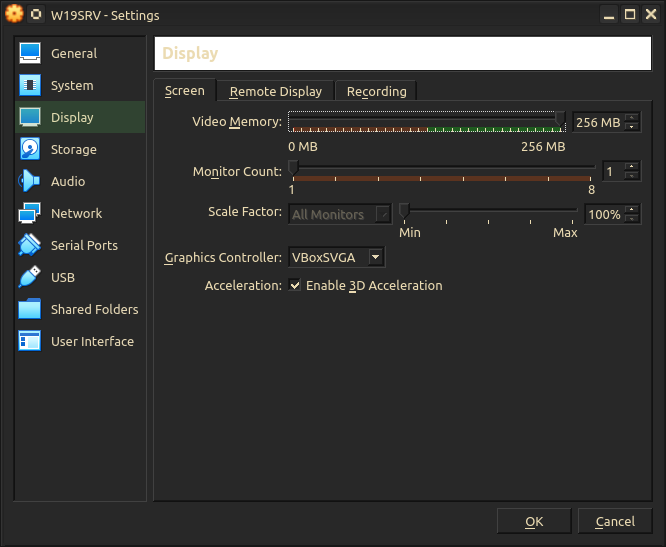 W19SRV - Settings
General
System
Display
Storage
Audio
Network
Serial Ports
USB
Shared Folders
User Interface
Display
Screen Remote Display Recording
Video Memory: 256 MB
0 MB 256 MB
Monitor Count: 1
1 8
Scale Factor: All Monitors 100%
Min Max
Graphics Controller: VBoxSVGA
Acceleration: Enable 3D Acceleration
OK Cancel